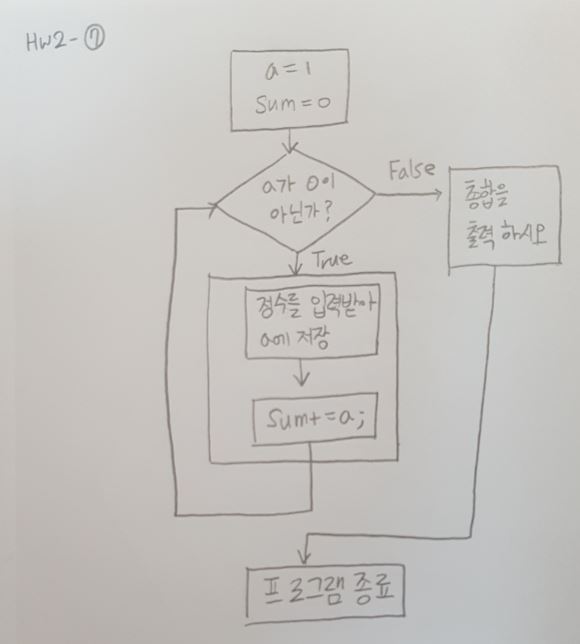 HW2-⑦
a=1
Sum=0
a가 0이
아닌가?
False
총합을
출력 하시오
True
정수를 입력받아
a에 저장
Sum+=a;
프로그램 종료